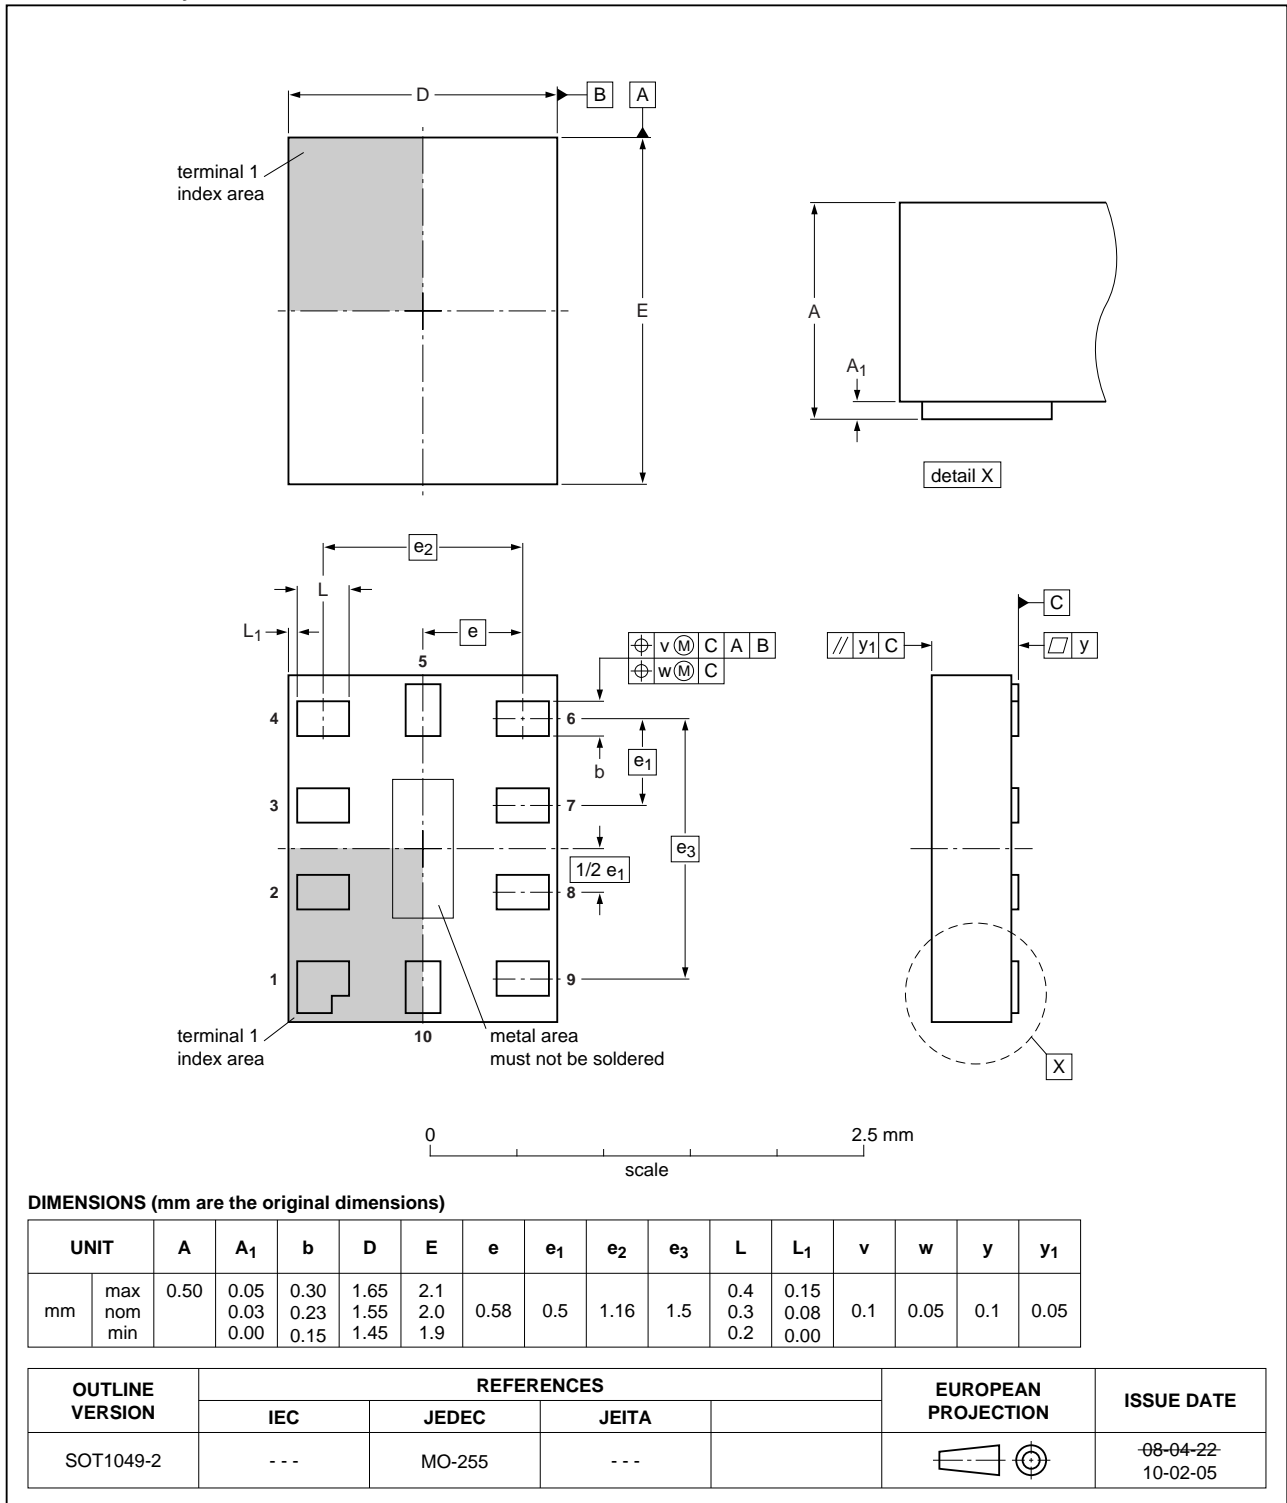 D
B
A
terminal 1
index area
E
A
A1
detail X
e2
L
L1
e
v M C A B
w M C
y1 C
C
y
5
4
6
b
e1
3
7
e3
1/2 e1
2
8
1
9
terminal 1
index area
10
metal area
must not be soldered
X
0
2.5 mm
scale
DIMENSIONS (mm are the original dimensions)
UNIT A A1 b D E e e1 e2 e3 L L1 v w y y1
mm
max 0.50 0.05 0.30 1.65 2.1 0.4 0.15
nom 0.03 0.23 1.55 2.0 0.58 0.5 1.16 1.5 0.3 0.08 0.1 0.05 0.1 0.05
min 0.00 0.15 1.45 1.9 0.2 0.00
OUTLINE
VERSION
REFERENCES
EUROPEAN
PROJECTION
ISSUE DATE
IEC JEDEC JEITA
SOT1049-2 - - - MO-255 - - -
08-04-22
10-02-05